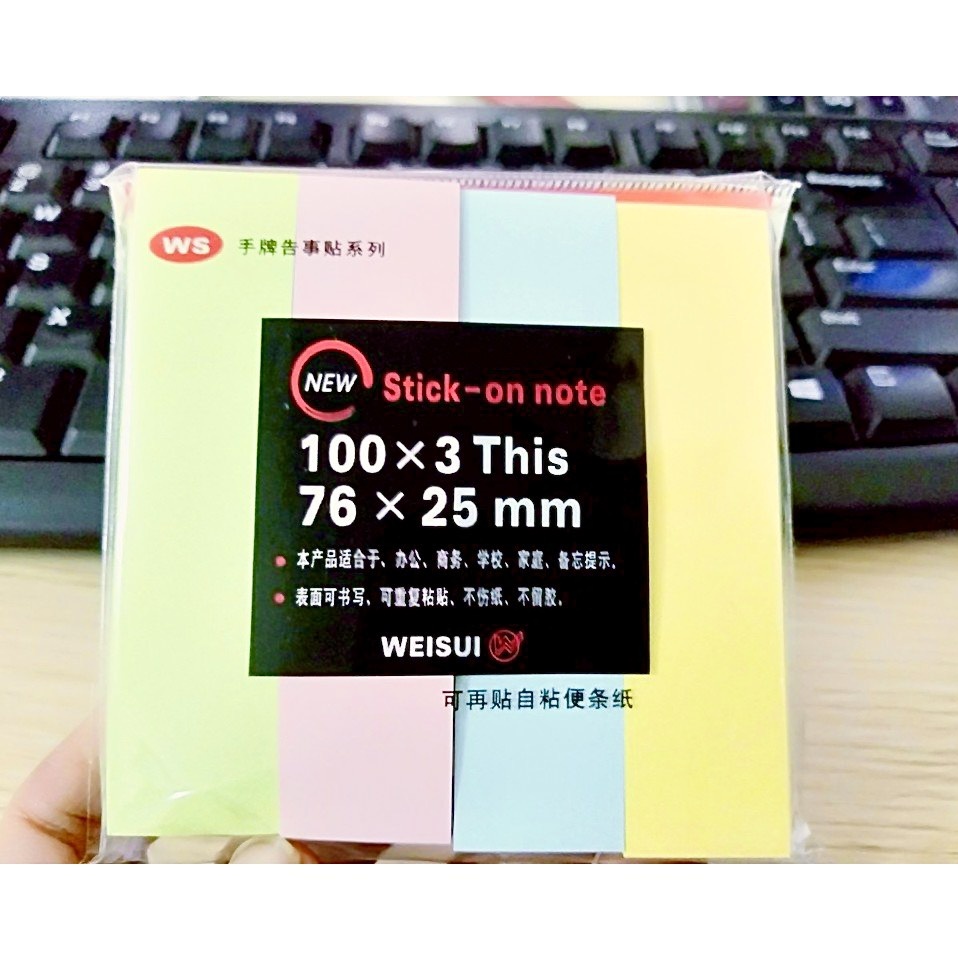 WS 手牌告事贴系列
NEW Stick-on note
100×3 This
76×25 mm
本产品适合于、办公、商务、学校、家庭、备忘提示.
表面可书写、可重复粘贴、不伤纸、不留胶.
WEISUI
可再贴自粘便条纸
W
S
X